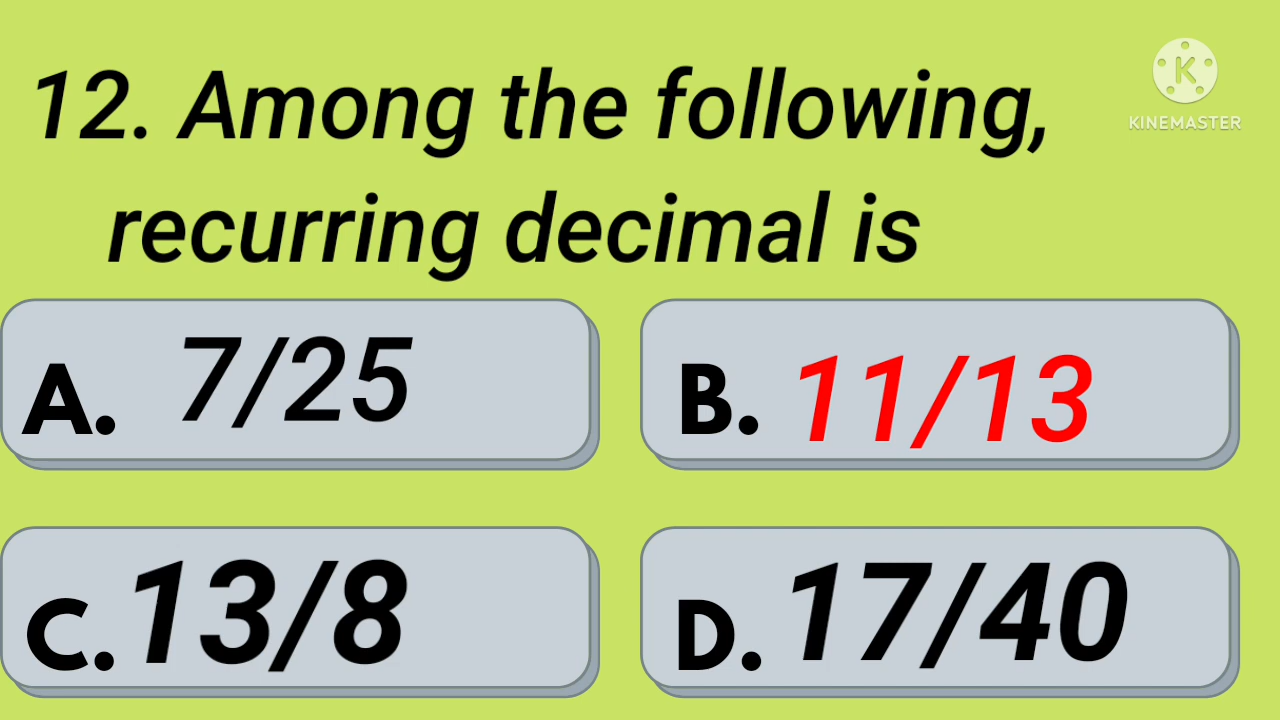 12. Among the following,
K
KINEMASTER
recurring decimal is
A. 7/25
B. 11/13
C. 13/8
D. 17/40